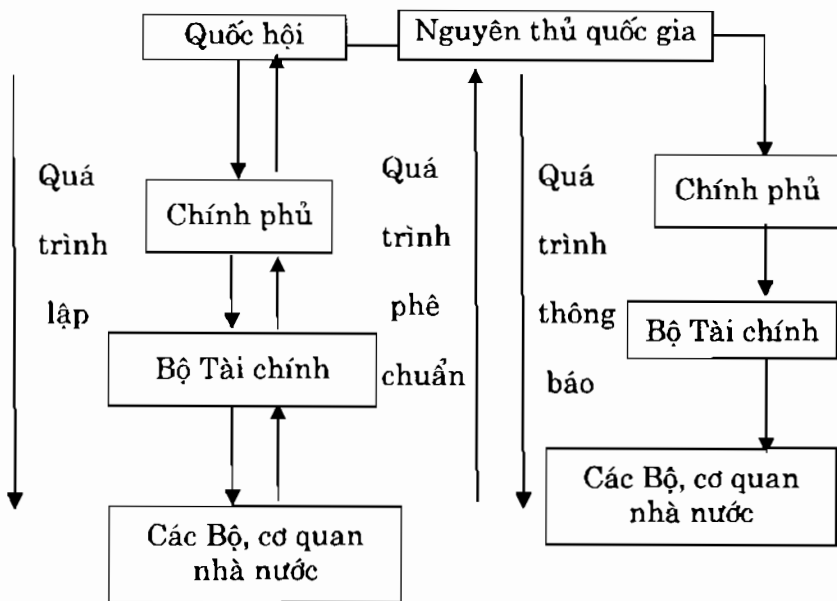 Quốc hội
Nguyên thủ quốc gia
Quá
trình
lập
Chính phủ
Bộ Tài chính
Các Bộ, cơ quan
nhà nước
Quá
trình
phê
chuẩn
Quá
trình
thông
báo
Chính phủ
Bộ Tài chính
Các Bộ, cơ quan
nhà nước